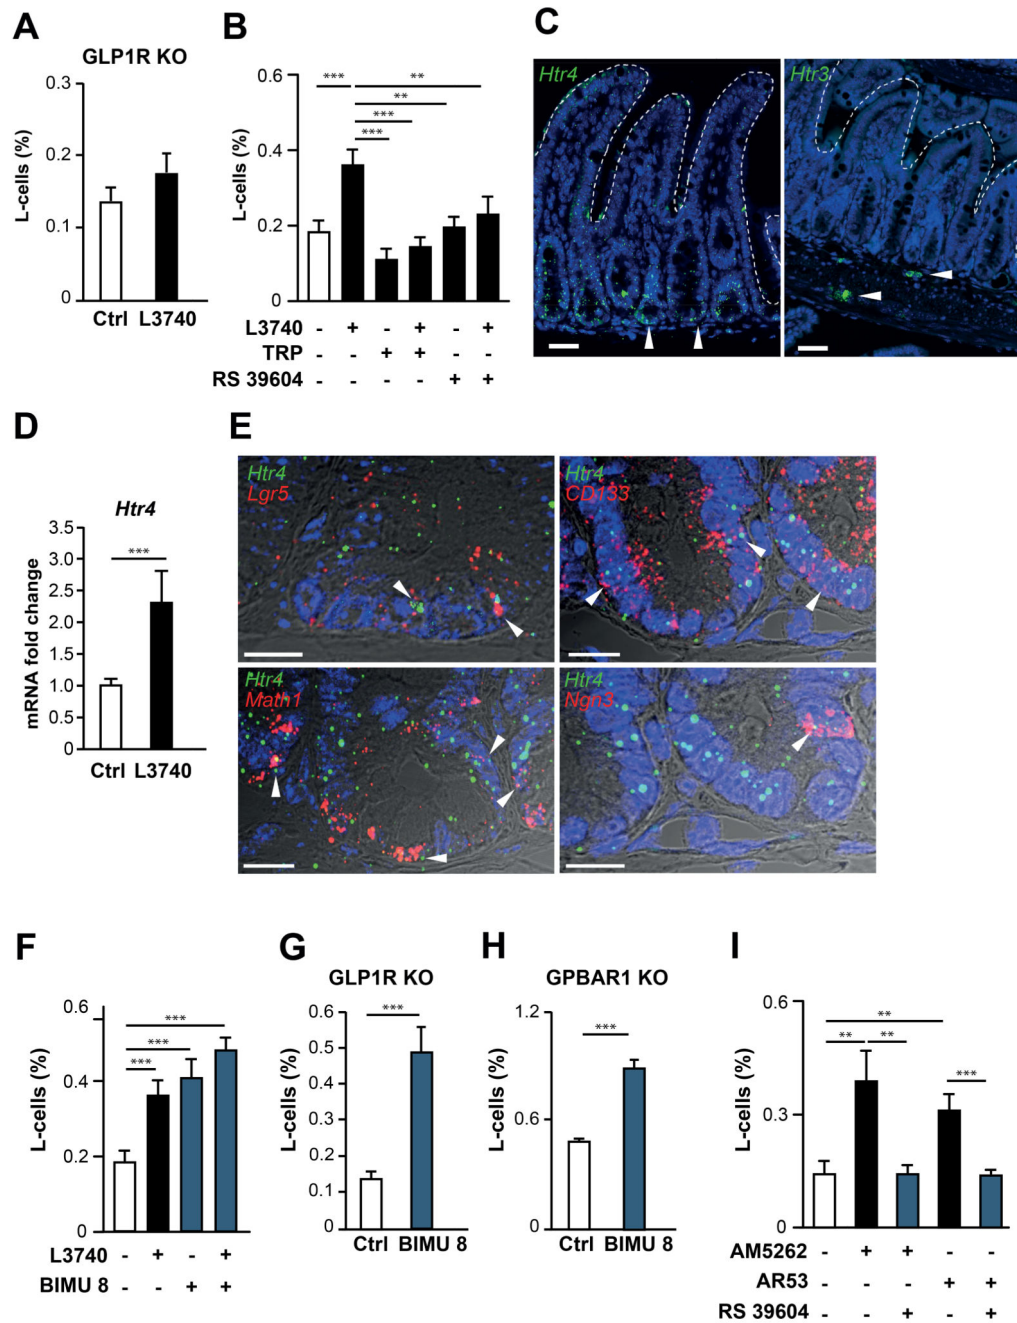 A
GLP1R KO
L-cells (%)
0.3
0.2
0.1
0
Ctrl L3740
B
L-cells (%)
0.6
0.4
0.2
0
*** **
**
***
***
L3740 - + - + - +
TRP - - + + - -
RS 39604 - - - - + +
C
Htr4
Htr3
D
Htr4
mRNA fold change
3.5
3.0
2.5
2.0
1.5
1.0
0.5
0
***
Ctrl L3740
E
Htr4
Lgr5
Htr4
CD133
Htr4
Math1
Htr4
Ngn3
F
L-cells (%)
0.6
0.4
0.2
0
***
***
***
L3740 - + - +
BIMU 8 - - + +
G
GLP1R KO
L-cells (%)
0.6
0.5
0.2
0.1
0
***
Ctrl BIMU 8
H
GPBAR1 KO
L-cells (%)
1.2
0.6
0
***
Ctrl BIMU 8
I
L-cells (%)
0.6
0.3
0
**
** **
***
AM5262 - + + - -
AR53 - - - + +
RS 39604 - - + - +